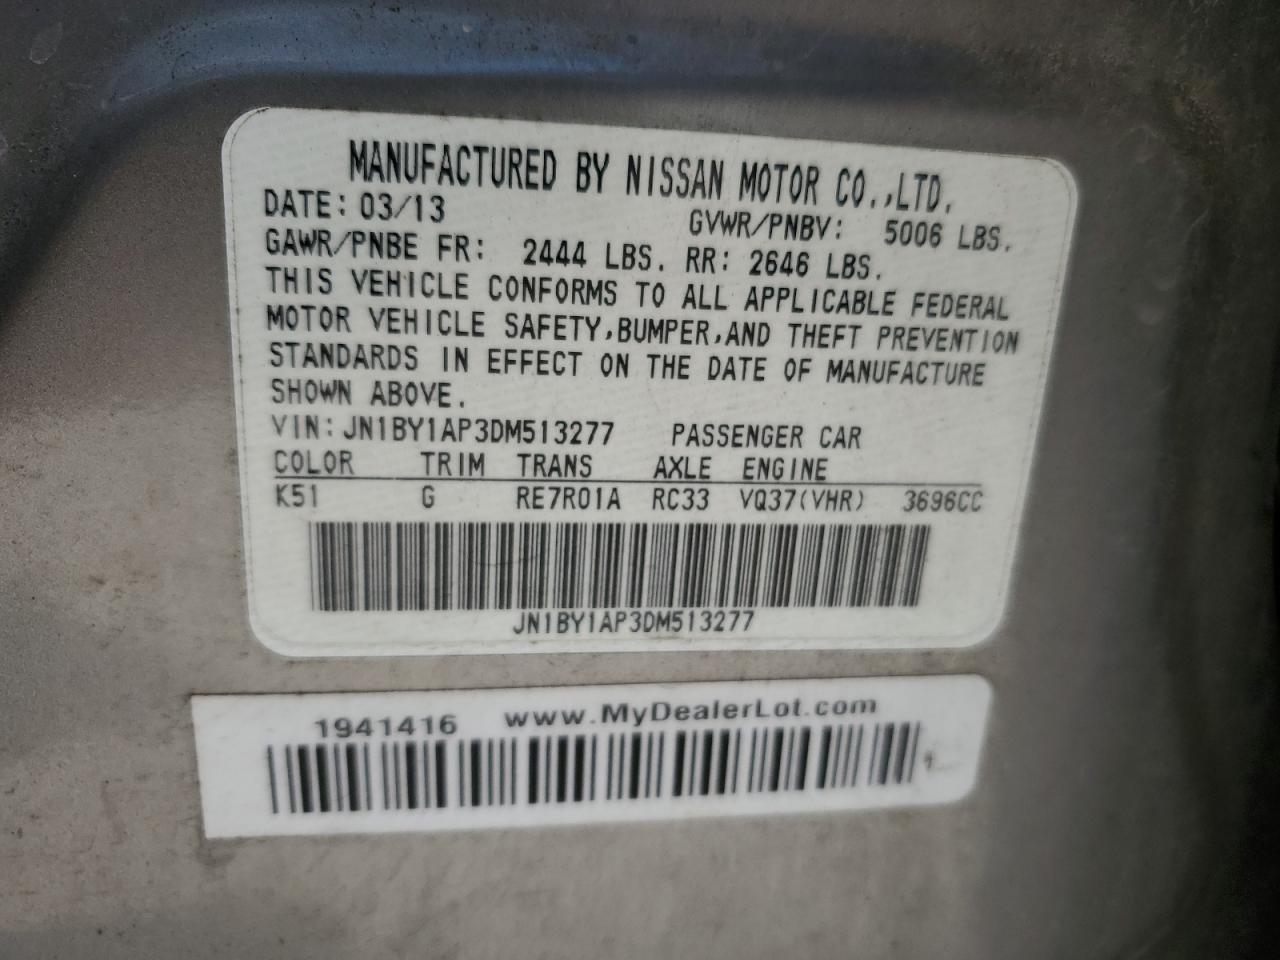 MANUFACTURED BY NISSAN MOTOR CO.,LTD.
DATE: 03/13 GVWR/PNBV: 5006 LBS.
GAWR/PNBE FR: 2444 LBS. RR: 2646 LBS.
THIS VEHICLE CONFORMS TO ALL APPLICABLE FEDERAL
MOTOR VEHICLE SAFETY,BUMPER,AND THEFT PREVENTION
STANDARDS IN EFFECT ON THE DATE OF MANUFACTURE
SHOWN ABOVE.
VIN: JN1BY1AP3DM513277 PASSENGER CAR
COLOR TRIM TRANS AXLE ENGINE
K51 G RE7R01A RC33 VQ37(VHR) 3696CC
JN1BY1AP3DM513277
1941416 www.MyDealerLot.com